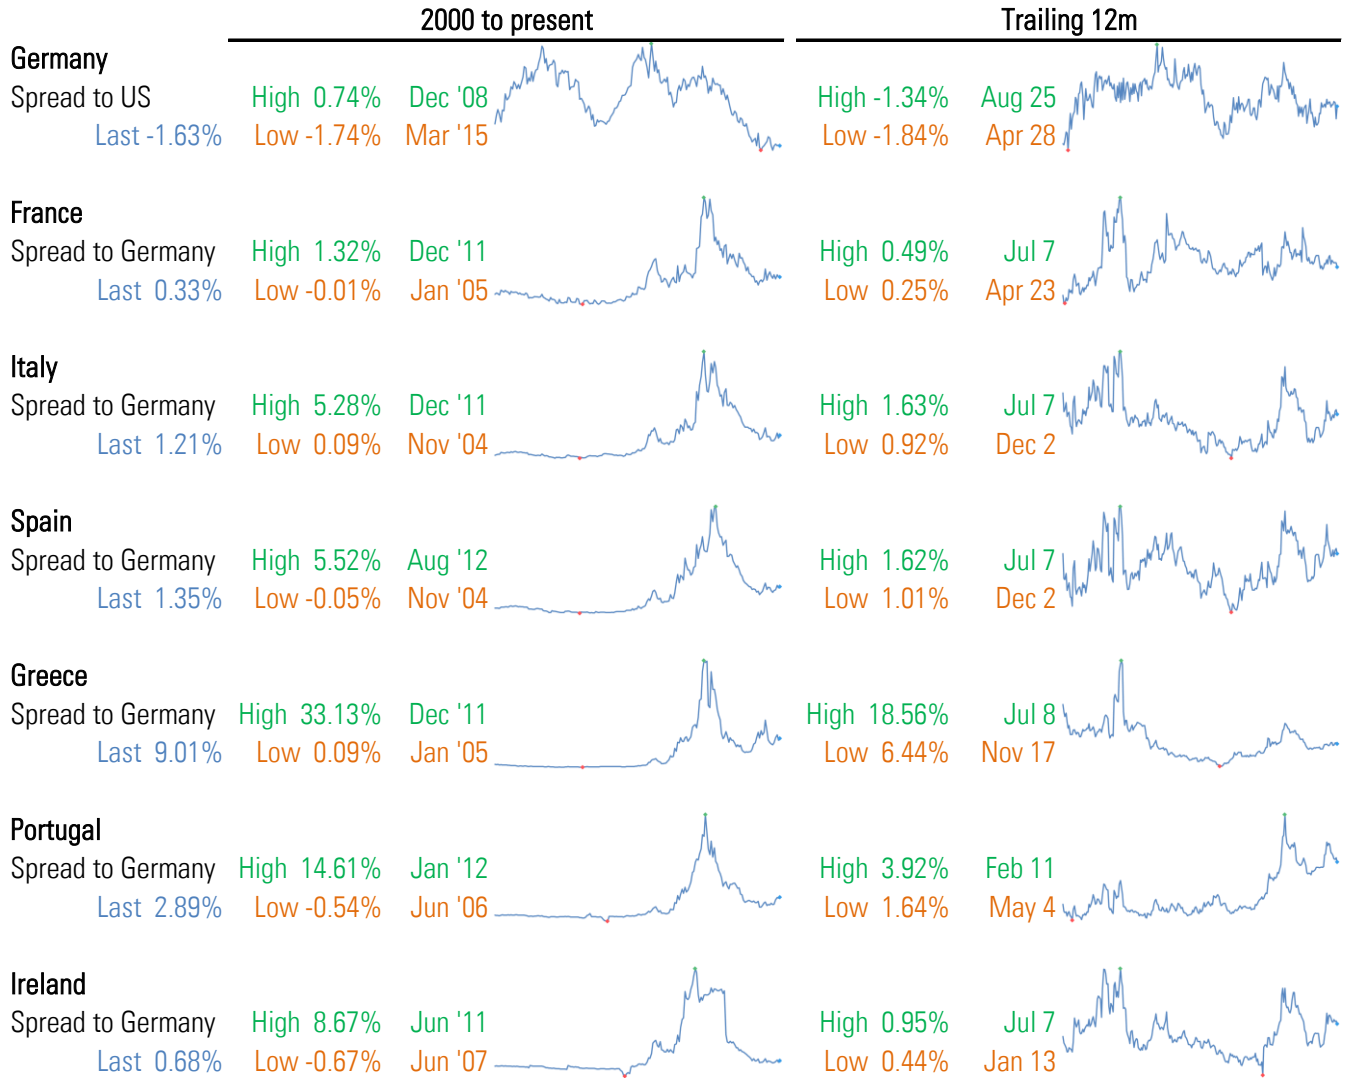 2000 to present Trailing 12m
Germany
Spread to US High 0.74% Dec '08 High -1.34% Aug 25
Last -1.63% Low -1.74% Mar '15 Low -1.84% Apr 28
France
Spread to Germany High 1.32% Dec '11 High 0.49% Jul 7
Last 0.33% Low -0.01% Jan '05 Low 0.25% Apr 23
Italy
Spread to Germany High 5.28% Dec '11 High 1.63% Jul 7
Last 1.21% Low 0.09% Nov '04 Low 0.92% Dec 2
Spain
Spread to Germany High 5.52% Aug '12 High 1.62% Jul 7
Last 1.35% Low -0.05% Nov '04 Low 1.01% Dec 2
Greece
Spread to Germany High 33.13% Dec '11 High 18.56% Jul 8
Last 9.01% Low 0.09% Jan '05 Low 6.44% Nov 17
Portugal
Spread to Germany High 14.61% Jan '12 High 3.92% Feb 11
Last 2.89% Low -0.54% Jun '06 Low 1.64% May 4
Ireland
Spread to Germany High 8.67% Jun '11 High 0.95% Jul 7
Last 0.68% Low -0.67% Jun '07 Low 0.44% Jan 13